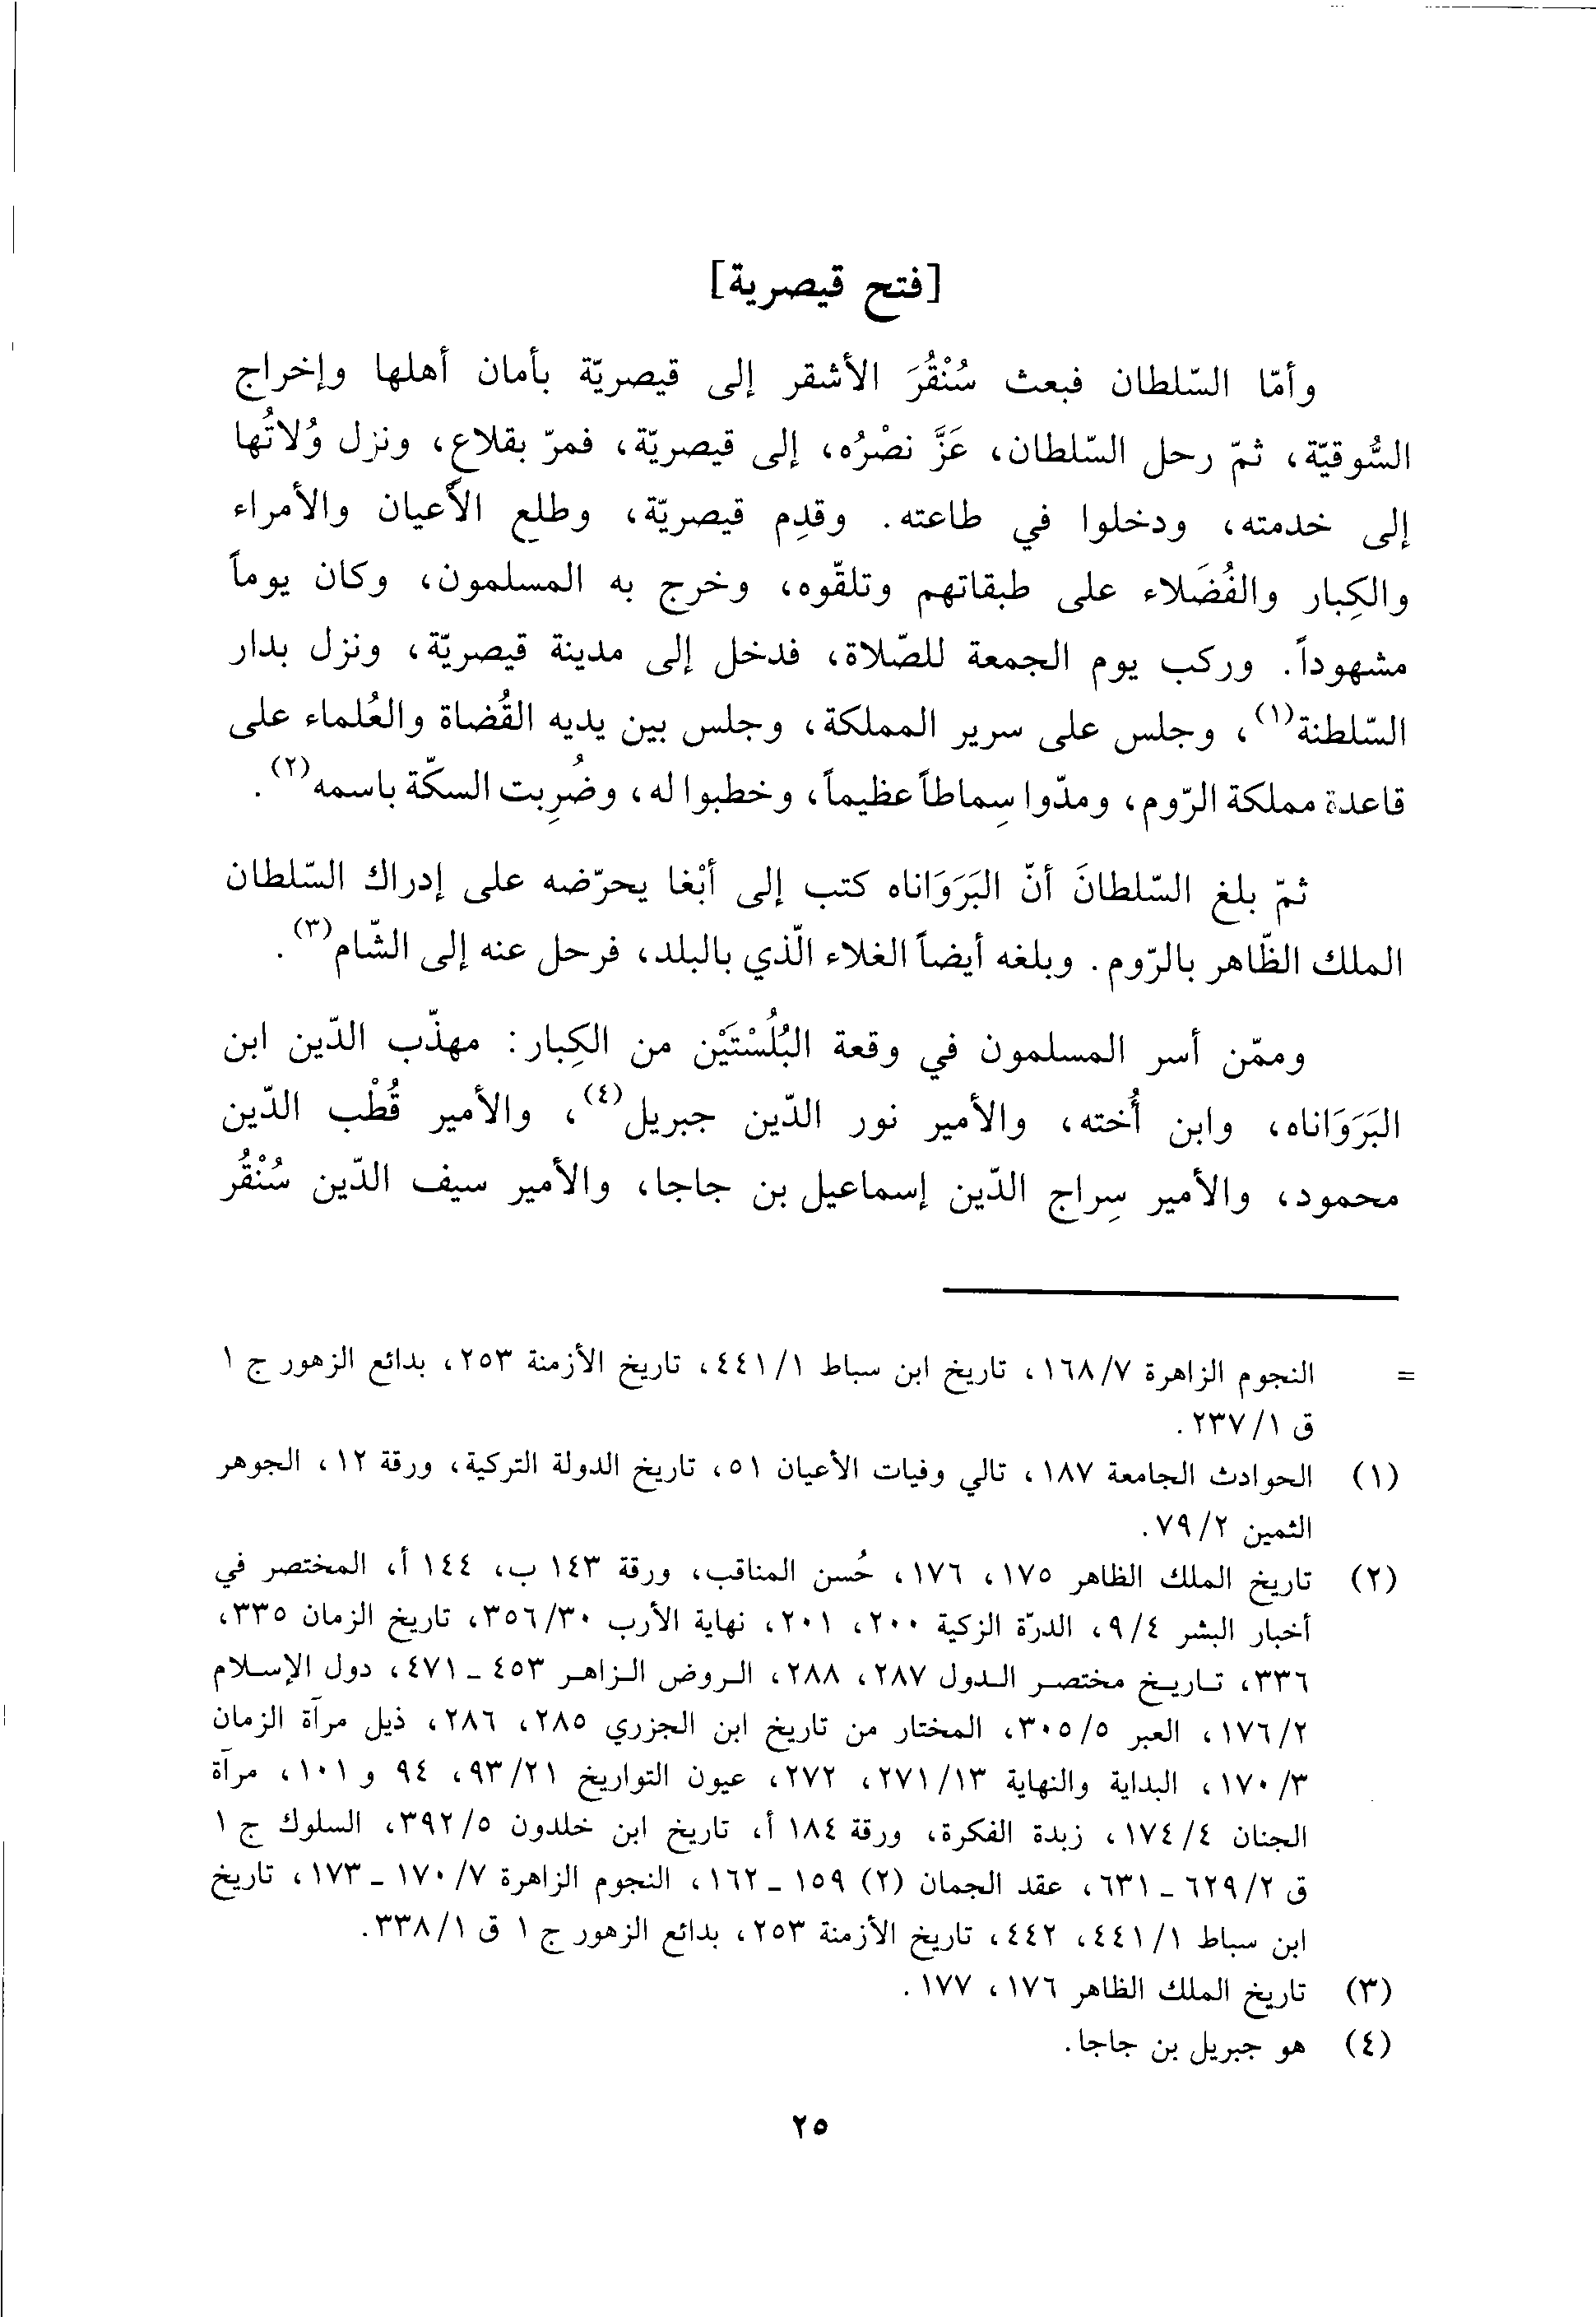 [فتح قيصرية]
وأمّا السّلطان فبعث سُنْقُرَ الأشقر إلى قيصريّة بأمان أهلها وإخراج
السُّوقيّة، ثمّ رحل السّلطان، عَزَّ نصْرُه، إلى قيصريّة، فمرّ بقلاعٍ، ونزل وُلاتُها
إلى خدمته، ودخلوا في طاعته. وقدِم قيصريّة، وطلع الأعيان والأمراء
والكِبار والفُضَلاء على طبقاتهم وتلقّوه، وخرج به المسلمون، وكان يوماً
مشهوداً. وركب يوم الجمعة للصّلاة، فدخل إلى مدينة قيصريّة، ونزل بدار
السّلطنة(١)، وجلس على سرير المملكة، وجلس بين يديه القُضاة والعُلماء على
قاعدة مملكة الرّوم، ومدّوا سِماطاً عظيماً، وخطبوا له، وضُرِبت السكّة باسمه(٢).
ثمّ بلغ السّلطانَ أنّ البَرَوَاناه كتب إلى أبْغا يحرّضه على إدراك السّلطان
الملك الظّاهر بالرّوم. وبلغه أيضاً الغلاء الّذي بالبلد، فرحل عنه إلى الشّام(٣).
وممّن أسر المسلمون في وقعة البُلُسْتَيْن من الكِبار: مهذّب الدّين ابن
البَرَوَاناه، وابن أُخته، والأمير نور الدّين جبريل(٤)، والأمير قُطْب الدّين
محمود، والأمير سِراج الدّين إسماعيل بن جاجا، والأمير سيف الدّين سُنْقُر
= النجوم الزاهرة ١٦٨/٧، تاريخ ابن سباط ٤٤١/١، تاريخ الأزمنة ٢٥٣، بدائع الزهور ج ١
ق ٢٣٧/١.
(١) الحوادث الجامعة ١٨٧، تالي وفيات الأعيان ٥١، تاريخ الدولة التركية، ورقة ١٢، الجوهر
الثمين ٧٩/٢.
(٢) تاريخ الملك الظاهر ١٧٥، ١٧٦، حُسن المناقب، ورقة ١٤٣ ب، ١٤٤ أ، المختصر في
أخبار البشر ٩/٤، الدرّة الزكية ٢٠٠، ٢٠١، نهاية الأرب ٣٥٦/٣٠، تاريخ الزمان ٣٣٥،
٣٣٦، تاريخ مختصر الدول ٢٨٧، ٢٨٨، الروض الزاهر ٤٥٣ - ٤٧١، دول الإسلام
١٧٦/٢، العبر ٣٠٥/٥، المختار من تاريخ ابن الجزري ٢٨٥، ٢٨٦، ذيل مرآة الزمان
١٧٠/٣، البداية والنهاية ٢٧١/١٣، ٢٧٢، عيون التواريخ ٩٣/٢١، ٩٤ و ١٠١، مرآة
الجنان ١٧٤/٤، زبدة الفكرة، ورقة ١٨٤ أ، تاريخ ابن خلدون ٣٩٢/٥، السلوك ج ١
ق ٦٢٩/٢ - ٦٣١، عقد الجمان (٢) ١٥٩ - ١٦٢، النجوم الزاهرة ١٧٠/٧ - ١٧٣، تاريخ
ابن سباط ٤٤١/١، ٤٤٢، تاريخ الأزمنة ٢٥٣، بدائع الزهور ج ١ ق ٣٣٨/١.
(٣) تاريخ الملك الظاهر ١٧٦، ١٧٧.
(٤) هو جبريل بن جاجا.
٢٥